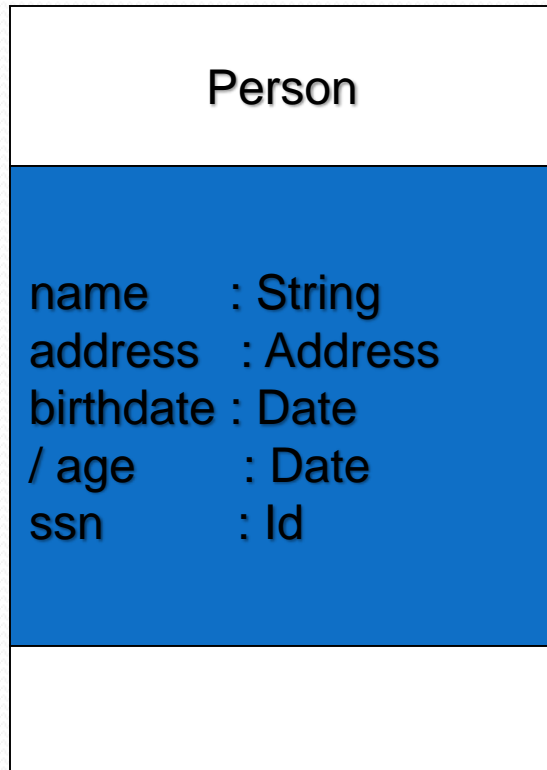 Person
name : String
address : Address
birthdate : Date
/ age : Date
ssn : Id